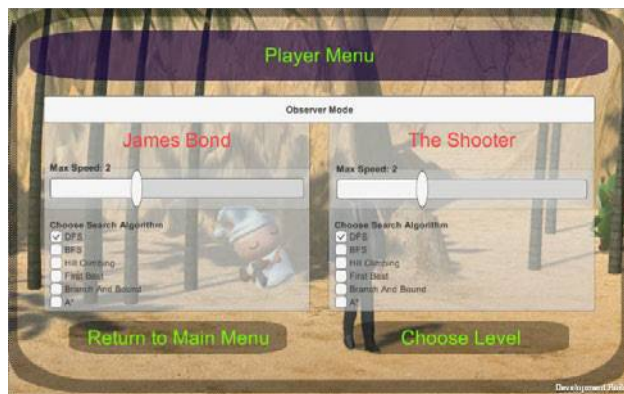 Player Menu
Observer Mode
James Bond
The Shooter
Max Speed: 2
Max Speed: 2
Choose Search Algorithm
DFS
BFS
Hill Climbing
First Best
Branch And Bound
A*
Choose Search Algorithm
DFS
BFS
Hill Climbing
First Best
Branch And Bound
A*
Return to Main Menu
Choose Level
Development Build